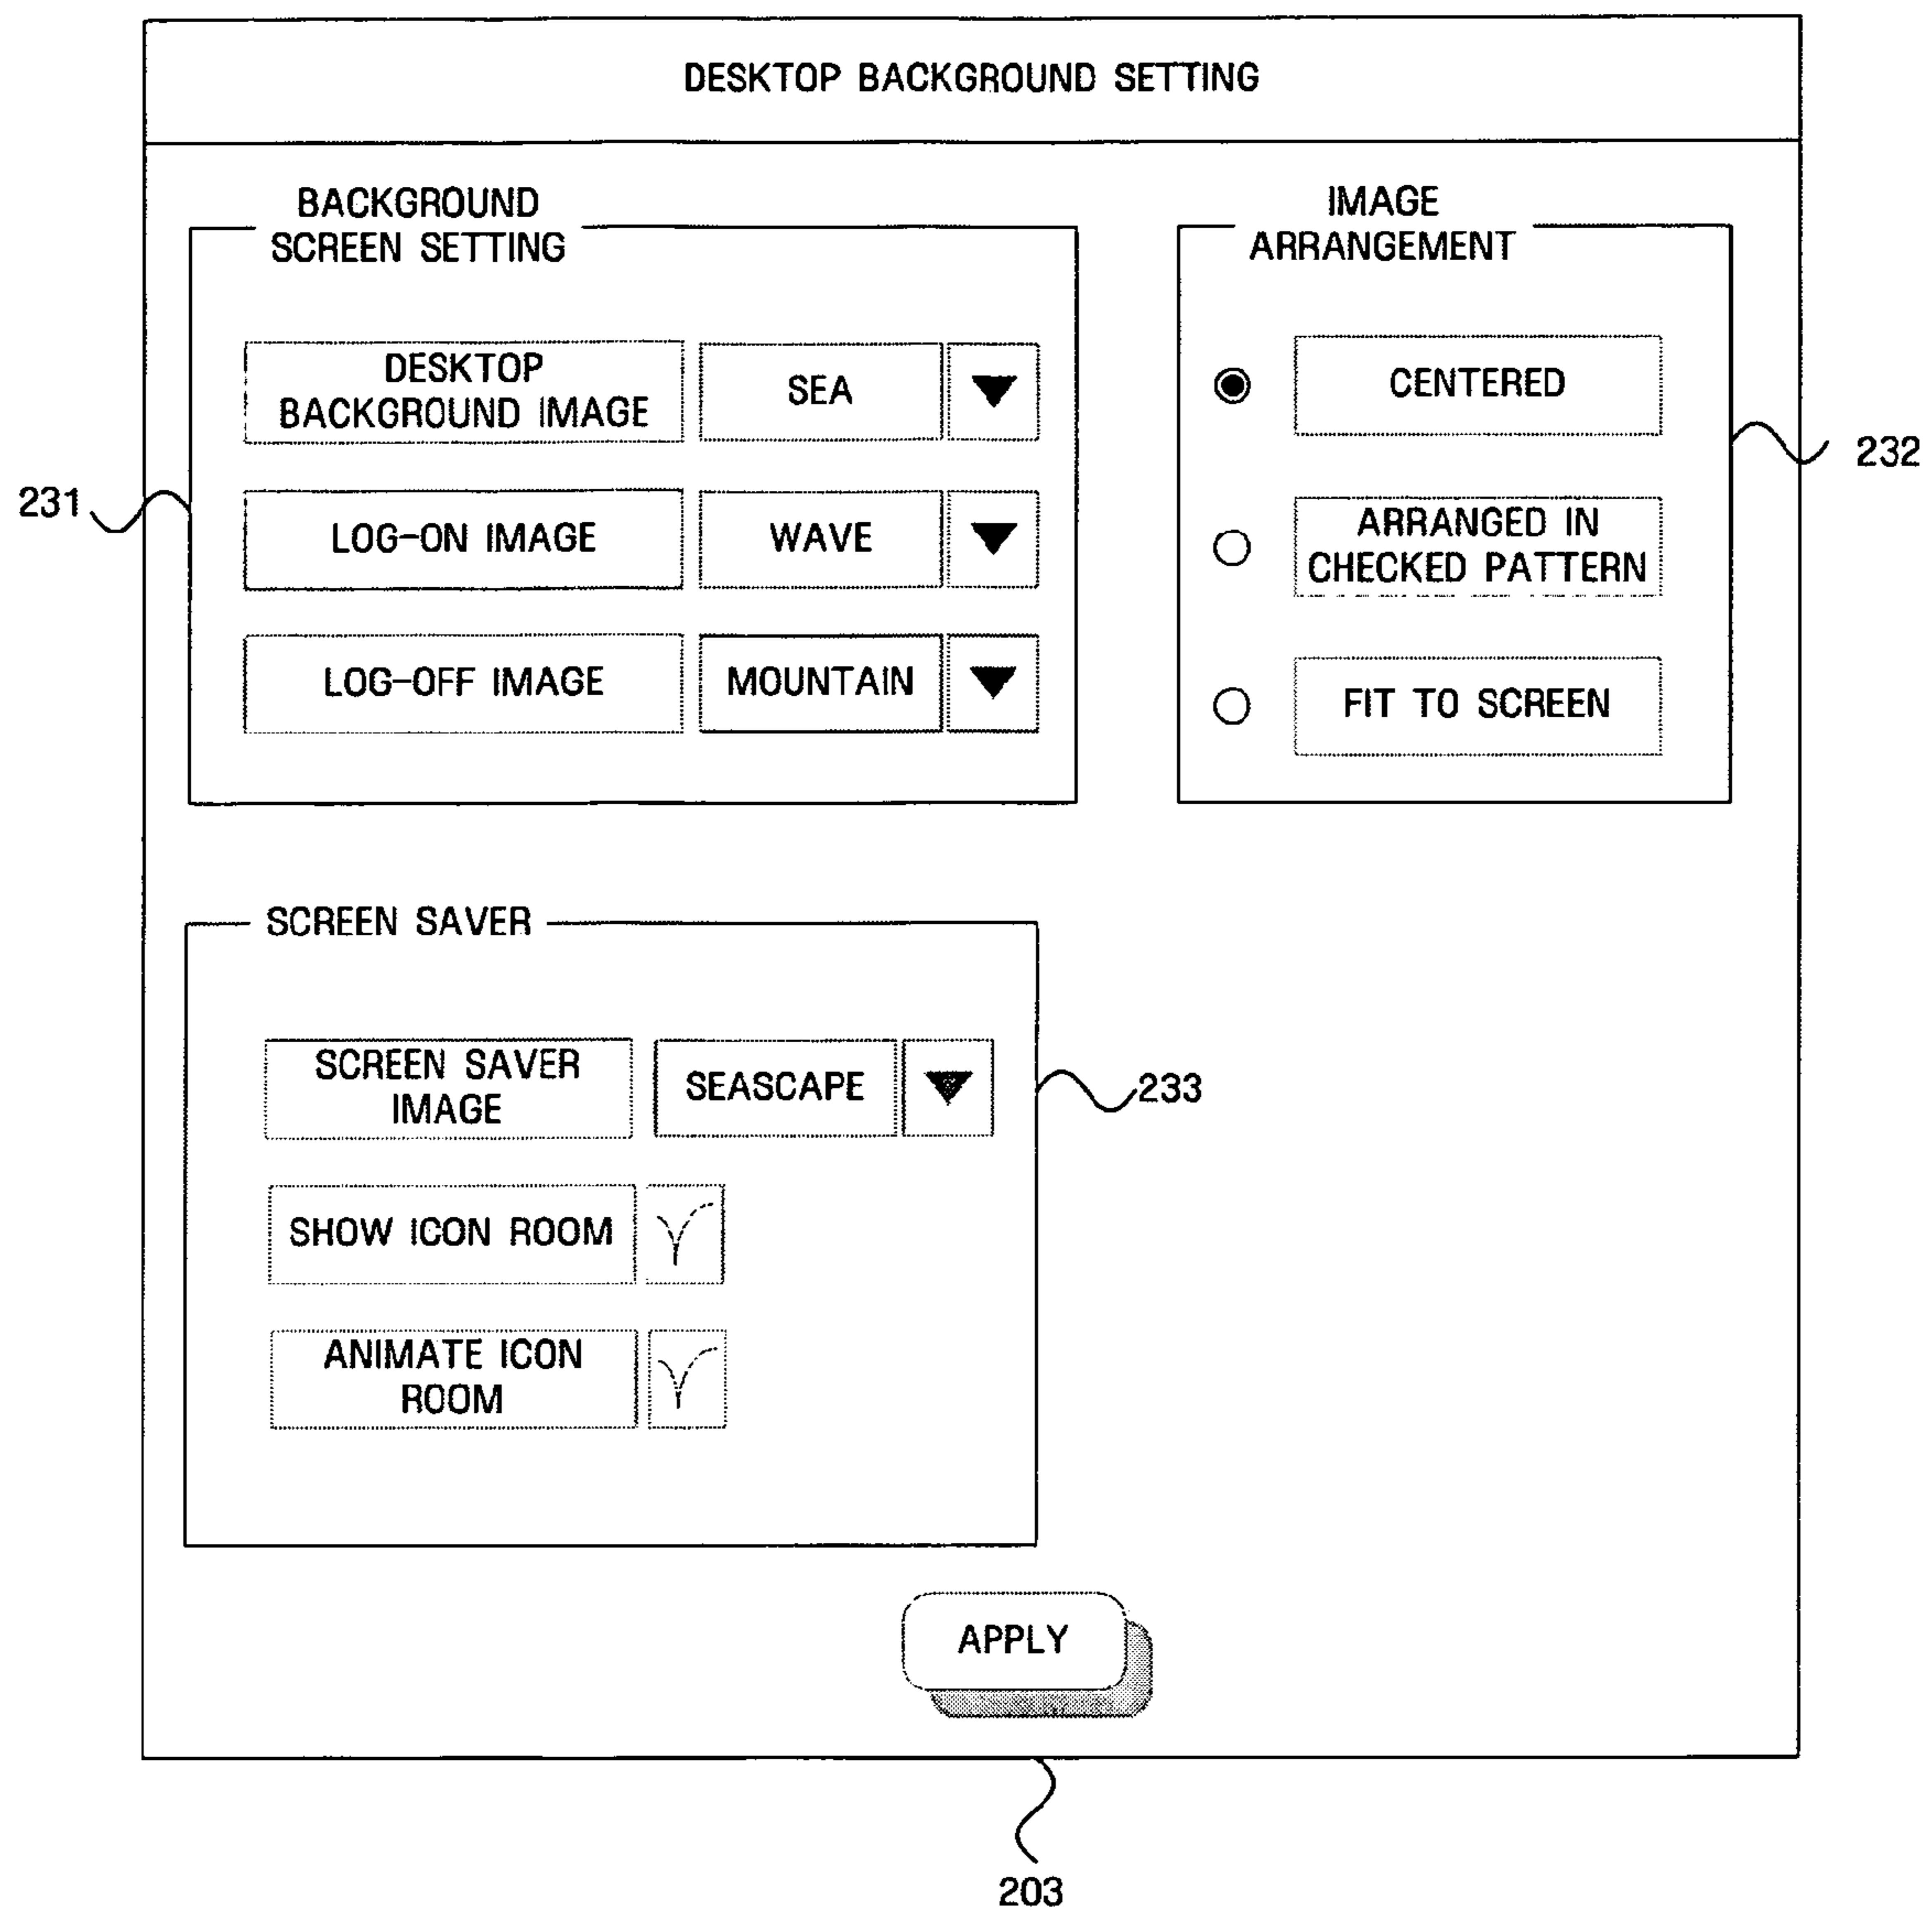 DESKTOP BACKGROUND SETTING
BACKGROUND
SCREEN SETTING
DESKTOP
BACKGROUND IMAGE
SEA
LOG-ON IMAGE
WAVE
LOG-OFF IMAGE
MOUNTAIN
231
IMAGE
ARRANGEMENT
CENTERED
ARRANGED IN
CHECKED PATTERN
FIT TO SCREEN
232
SCREEN SAVER
SCREEN SAVER
IMAGE
SEASCAPE
SHOW ICON ROOM
ANIMATE ICON
ROOM
233
APPLY
203